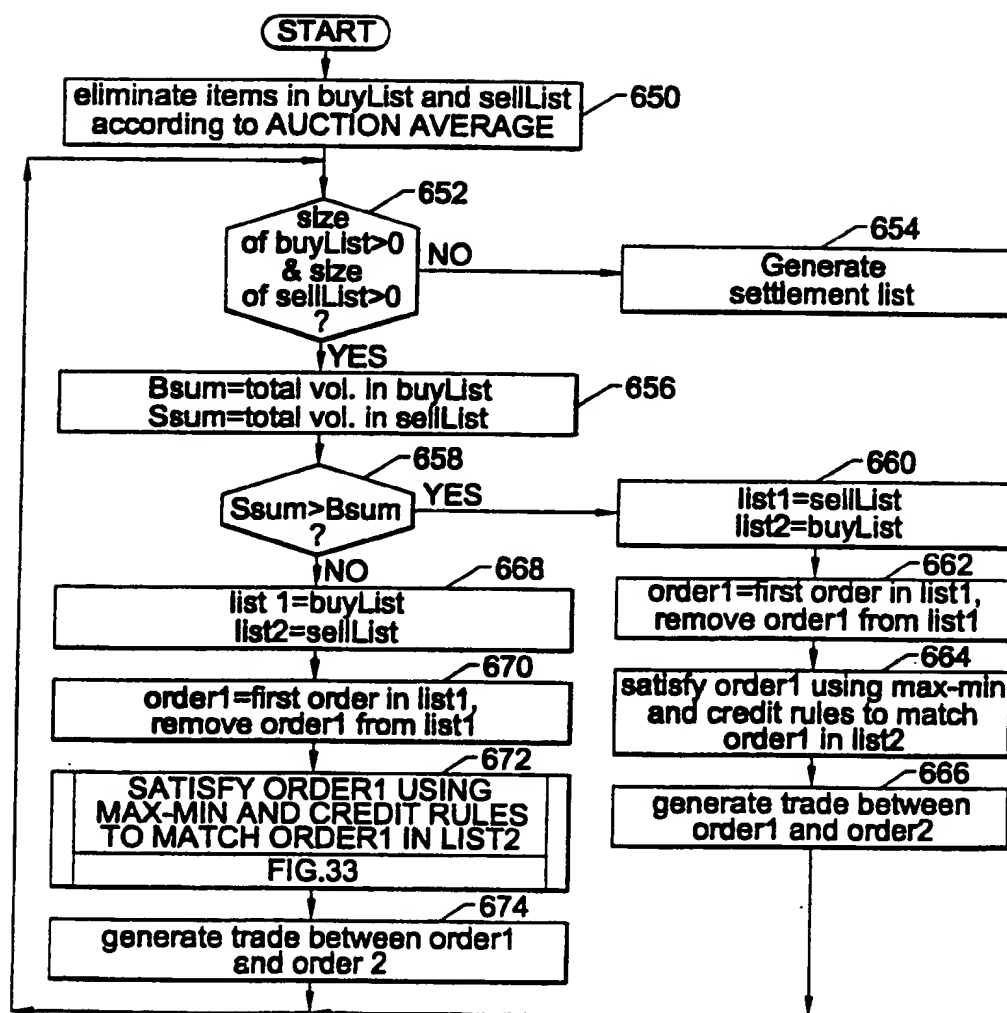 START
eliminate items in buyList and sellList
according to AUCTION AVERAGE
650
652
size
of buyList>0
& size
of sellList>0
?
NO
654
Generate
settlement list
YES
Bsum=total vol. in buyList
Ssum=total vol. in sellList
656
658
Ssum>Bsum
?
YES
660
list1=sellList
list2=buyList
662
order1=first order in list1,
remove order1 from list1
664
satisfy order1 using max-min
and credit rules to match
order1 in list2
666
generate trade between
order1 and order2
NO
668
list 1=buyList
list2=sellList
670
order1=first order in list1,
remove order1 from list1
672
SATISFY ORDER1 USING
MAX-MIN AND CREDIT RULES
TO MATCH ORDER1 IN LIST2
FIG.33
674
generate trade between order1
and order 2